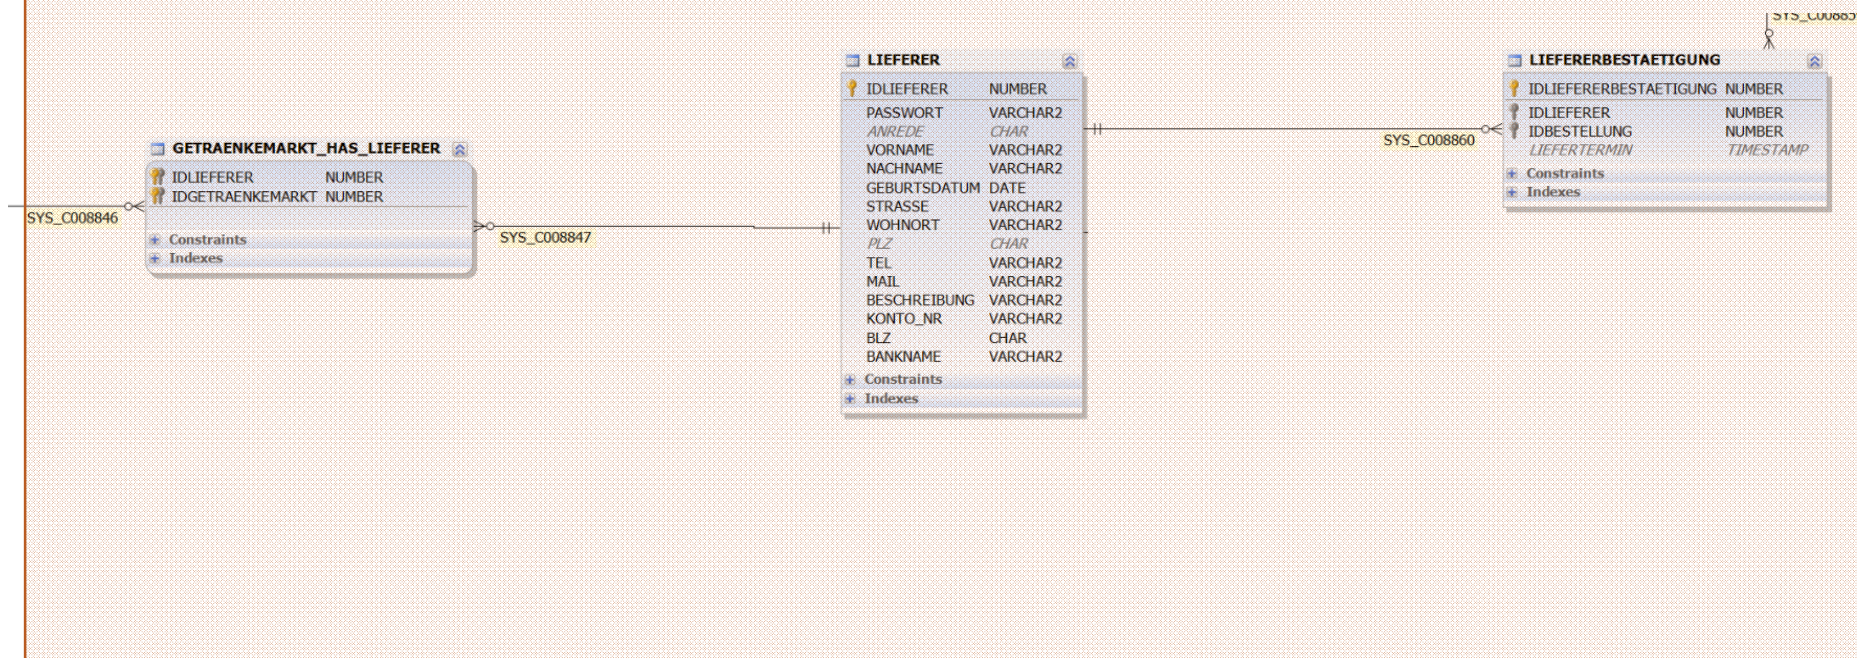 GETRAENKEMARKT_HAS_LIEFERER
IDLIEFERER NUMBER
IDGETRAENKEMARKT NUMBER
Constraints
Indexes
SYS_C008846
SYS_C008847
LIEFERER
IDLIEFERER NUMBER
PASSWORT VARCHAR2
ANREDE CHAR
VORNAME VARCHAR2
NACHNAME VARCHAR2
GEBURTSDATUM DATE
STRASSE VARCHAR2
WOHNORT VARCHAR2
PLZ CHAR
TEL VARCHAR2
MAIL VARCHAR2
BESCHREIBUNG VARCHAR2
KONTO_NR VARCHAR2
BLZ CHAR
BANKNAME VARCHAR2
Constraints
Indexes
SYS_C008860
LIEFERERBESTAETIGUNG
IDLIEFERERBESTAETIGUNG NUMBER
IDLIEFERER NUMBER
IDBESTELLUNG NUMBER
LIEFERTERMIN TIMESTAMP
Constraints
Indexes